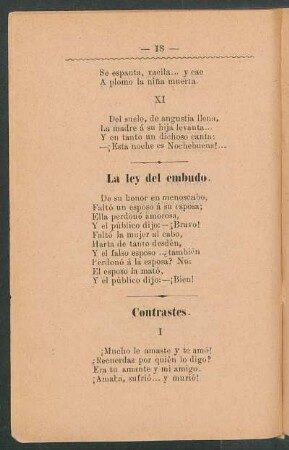 — 18 —
Se espanta, vacila... y cae
A plomo la niña muerta.
XI
Del suelo, de angustia llena,
La madre á su hija levanta...
Y en tanto un dichoso canta:
—¡Esta noche es Nochebuena!...
La ley del embudo.
De su honor en menoscabo,
Faltó un esposo á su esposa;
Ella perdonó amorosa,
Y el público dijo:—¡Bravo!
Faltó la mujer al cabo,
Harta de tanto desdén,
Y el falso esposo ..¿también
Perdonó á la esposa? No.
El esposo la mató,
Y el público dijo:—¡Bien!
Contrastes.
I
¡Mucho le amaste y te amó!
¿Recuerdas por quién lo digo?
Era tu amante y mi amigo.
¡Amaba, sufrió... y murió!